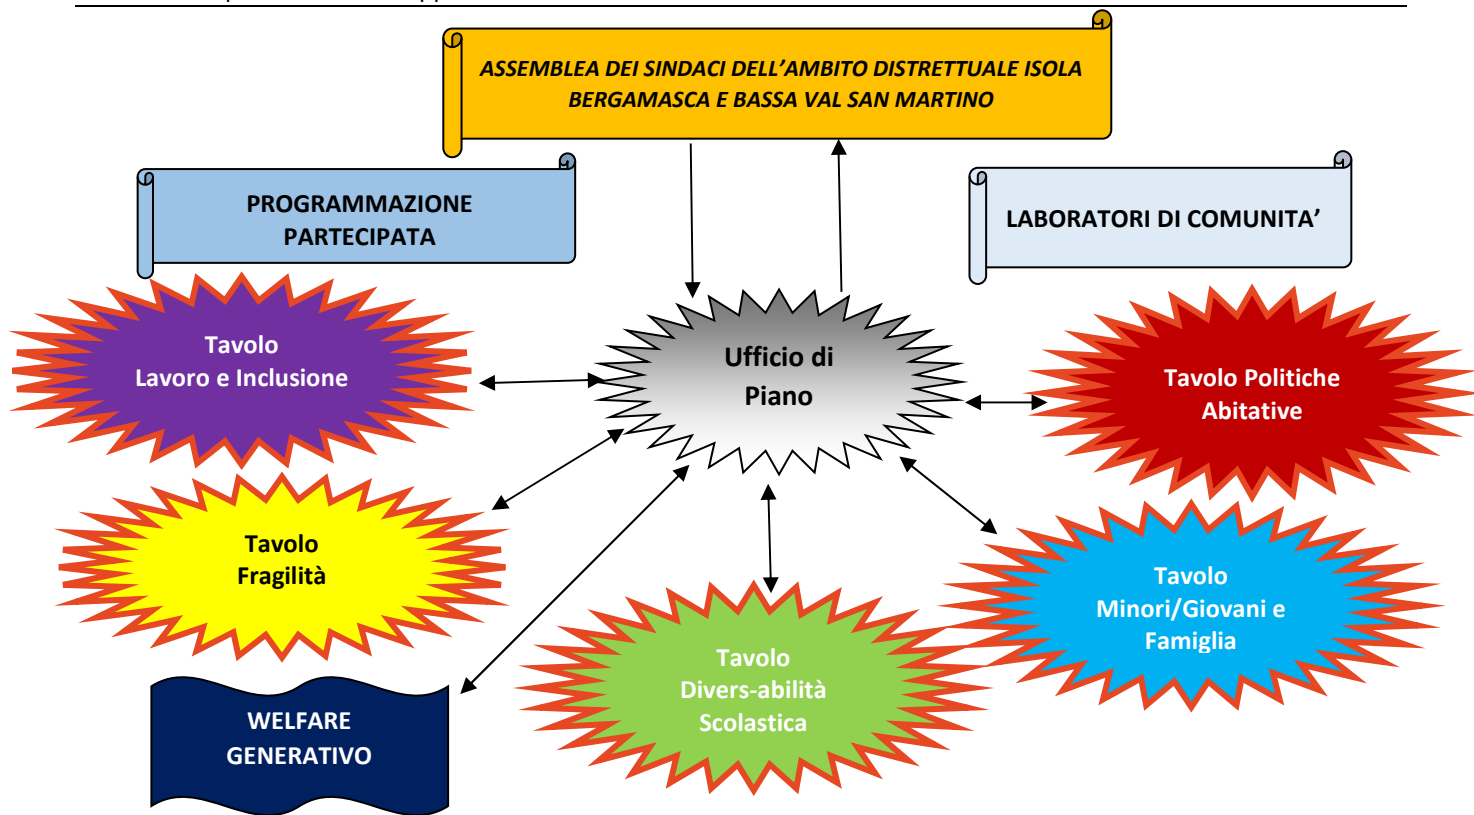 ASSEMBLEA DEI SINDACI DELL’AMBITO DISTRETTUALE ISOLA
BERGAMASCA E BASSA VAL SAN MARTINO
PROGRAMMAZIONE
PARTECIPATA
LABORATORI DI COMUNITA’
Tavolo
Lavoro e Inclusione
Ufficio di
Piano
Tavolo Politiche
Abitative
Tavolo
Fragilità
Tavolo
Minori/Giovani e
Famiglia
Tavolo
Divers-abilità
Scolastica
WELFARE
GENERATIVO